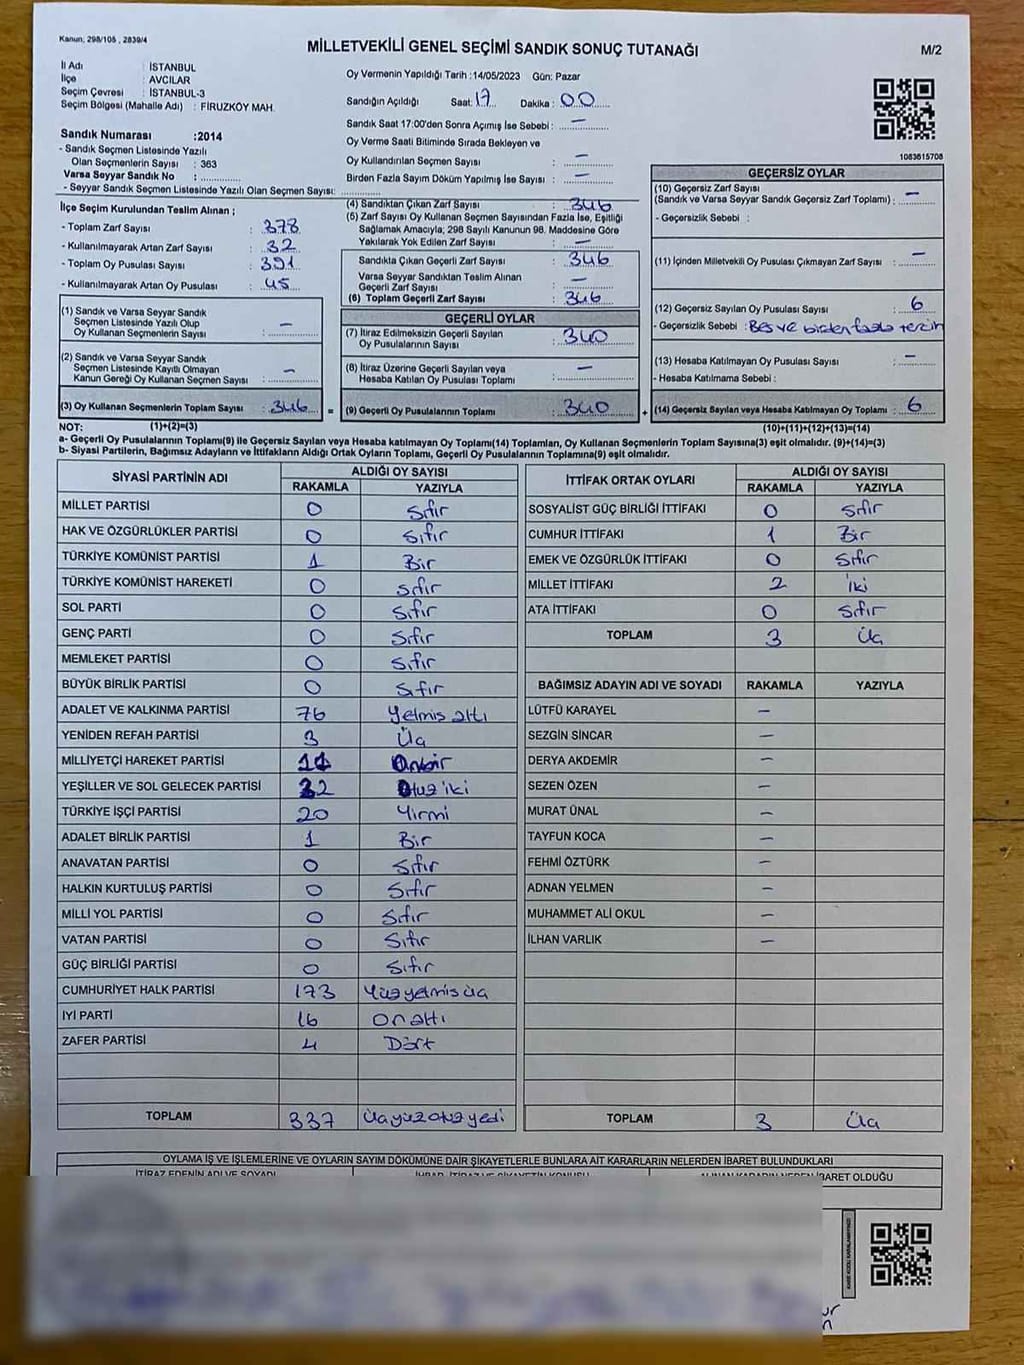 Kanun; 298/105 , 2839/4
MİLLETVEKİLİ GENEL SEÇİMİ SANDIK SONUÇ TUTANAĞI
M/2
İl Adı : İSTANBUL
İlçe : AVCILAR
Seçim Çevresi : İSTANBUL-3
Seçim Bölgesi (Mahalle Adı) : FİRUZKÖY MAH.
Sandık Numarası :2014
- Sandık Seçmen Listesinde Yazılı
Olan Seçmenlerin Sayısı : 363
Varsa Seyyar Sandık No : ............
- Seyyar Sandık Seçmen Listesinde Yazılı Olan Seçmen Sayısı: ............
Oy Vermenin Yapıldığı Tarih :14/05/2023 Gün: Pazar
Sandığın Açıldığı Saat: 17 Dakika : 00
Sandık Saat 17:00'den Sonra Açımış İse Sebebi : —
Oy Verme Saati Bitiminde Sırada Bekleyen ve
Oy Kullandırılan Seçmen Sayısı : —
Birden Fazla Sayım Döküm Yapılmış İse Sayısı : —
1083615708
İlçe Seçim Kurulundan Teslim Alınan ;
- Toplam Zarf Sayısı : 378
- Kullanılmayarak Artan Zarf Sayısı : 32
- Toplam Oy Pusulası Sayısı : 391
- Kullanılmayarak Artan Oy Pusulası : 45
(1) Sandık ve Varsa Seyyar Sandık
Seçmen Listesinde Yazılı Olup
Oy Kullanan Seçmenlerin Sayısı : —
(2) Sandık ve Varsa Seyyar Sandık
Seçmen Listesinde Kayıtlı Olmayan
Kanun Gereği Oy Kullanan Seçmen Sayısı : —
(3) Oy Kullanan Seçmenlerin Toplam Sayısı : 346
(4) Sandıktan Çıkan Zarf Sayısı : 346
(5) Zarf Sayısı Oy Kullanan Seçmen Sayısından Fazla İse, Eşitliği
Sağlamak Amacıyla; 298 Sayılı Kanunun 98. Maddesine Göre
Yakılarak Yok Edilen Zarf Sayısı : —
Sandıkla Çıkan Geçerli Zarf Sayısı : 346
Varsa Seyyar Sandıktan Teslim Alınan
Geçerli Zarf Sayısı : —
(6) Toplam Geçerli Zarf Sayısı : 346
GEÇERLİ OYLAR
(7) İtiraz Edilmeksizin Geçerli Sayılan
Oy Pusulalarının Sayısı : 340
(8) İtiraz Üzerine Geçerli Sayılan veya
Hesaba Katılan Oy Pusulası Toplamı : —
= (9) Geçerli Oy Pusulalarının Toplamı : 340
GEÇERSİZ OYLAR
(10) Geçersiz Zarf Sayısı
(Sandık ve Varsa Seyyar Sandık Geçersiz Zarf Toplamı) : —
- Geçersizlik Sebebi :
(11) İçinden Milletvekili Oy Pusulası Çıkmayan Zarf Sayısı : —
(12) Geçersiz Sayılan Oy Pusulası Sayısı : 6
- Geçersizlik Sebebi : Boş ve birden fazla tercih
(13) Hesaba Katılmayan Oy Pusulası Sayısı : —
- Hesaba Katılmama Sebebi :
+ (14) Geçersiz Sayılan veya Hesaba Katılmayan Oy Toplamı : 6
NOT: (1)+(2)=(3)
(10)+(11)+(12)+(13)=(14)
a- Geçerli Oy Pusulalarının Toplamı(9) ile Geçersiz Sayılan veya Hesaba katılmayan Oy Toplamı(14) Toplamları, Oy Kullanan Seçmenlerin Toplam Sayısına(3) eşit olmalıdır. (9)+(14)=(3)
b- Siyasi Partilerin, Bağımsız Adayların ve İttifakların Aldığı Ortak Oyların Toplamı, Geçerli Oy Pusulalarının Toplamına(9) eşit olmalıdır.
SİYASİ PARTİNİN ADI ALDIĞI OY SAYISI
RAKAMLA YAZIYLA
MİLLET PARTİSİ 0 Sıfır
HAK VE ÖZGÜRLÜKLER PARTİSİ 0 Sıfır
TÜRKİYE KOMÜNİST PARTİSİ 1 Bir
TÜRKİYE KOMÜNİST HAREKETİ 0 Sıfır
SOL PARTİ 0 Sıfır
GENÇ PARTİ 0 Sıfır
MEMLEKET PARTİSİ 0 Sıfır
BÜYÜK BİRLİK PARTİSİ 0 Sıfır
ADALET VE KALKINMA PARTİSİ 76 Yetmiş altı
YENİDEN REFAH PARTİSİ 3 Üç
MİLLİYETÇİ HAREKET PARTİSİ 11 Onbir
YEŞİLLER VE SOL GELECEK PARTİSİ 32 Otuz iki
TÜRKİYE İŞÇİ PARTİSİ 20 Yirmi
ADALET BİRLİK PARTİSİ 1 Bir
ANAVATAN PARTİSİ 0 Sıfır
HALKIN KURTULUŞ PARTİSİ 0 Sıfır
MİLLİ YOL PARTİSİ 0 Sıfır
VATAN PARTİSİ 0 Sıfır
GÜÇ BİRLİĞİ PARTİSİ 0 Sıfır
CUMHURİYET HALK PARTİSİ 173 Yüzyetmiş üç
İYİ PARTİ 16 On altı
ZAFER PARTİSİ 4 Dört
TOPLAM 337 Üçyüz otuz yedi
İTTİFAK ORTAK OYLARI ALDIĞI OY SAYISI
RAKAMLA YAZIYLA
SOSYALİST GÜÇ BİRLİĞİ İTTİFAKI 0 Sıfır
CUMHUR İTTİFAKI 1 Bir
EMEK VE ÖZGÜRLÜK İTTİFAKI 0 Sıfır
MİLLET İTTİFAKI 2 İki
ATA İTTİFAKI 0 Sıfır
TOPLAM 3 Üç
BAĞIMSIZ ADAYIN ADI VE SOYADI RAKAMLA YAZIYLA
LÜTFÜ KARAYEL —
SEZGİN SİNCAR —
DERYA AKDEMİR —
SEZEN ÖZEN —
MURAT ÜNAL —
TAYFUN KOCA —
FEHMİ ÖZTÜRK —
ADNAN YELMEN —
MUHAMMET ALİ OKUL —
İLHAN VARLIK —
TOPLAM 3 Üç
OYLAMA İŞ VE İŞLEMLERİNE VE OYLARIN SAYIM DÖKÜMÜNE DAİR ŞİKAYETLERLE BUNLARA AİT KARARLARIN NELERDEN İBARET BULUNDUKLARI
İTİRAZ EDENİN ADI VE SOYADI